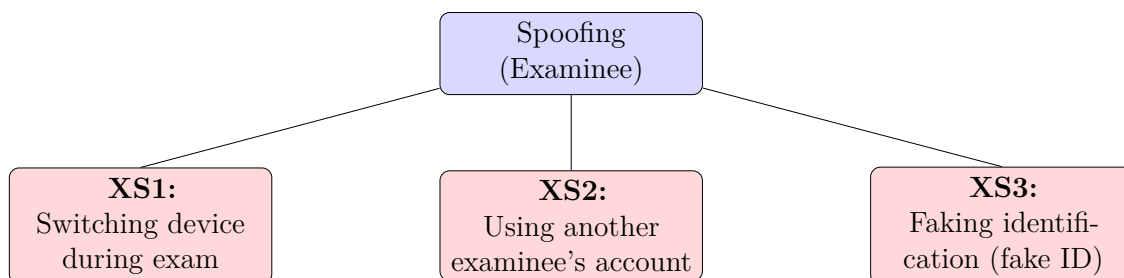 Spoofing
(Examinee)
XS1:
Switching device
during exam
XS2:
Using another
examinee's account
XS3:
Faking identifi-
cation (fake ID)